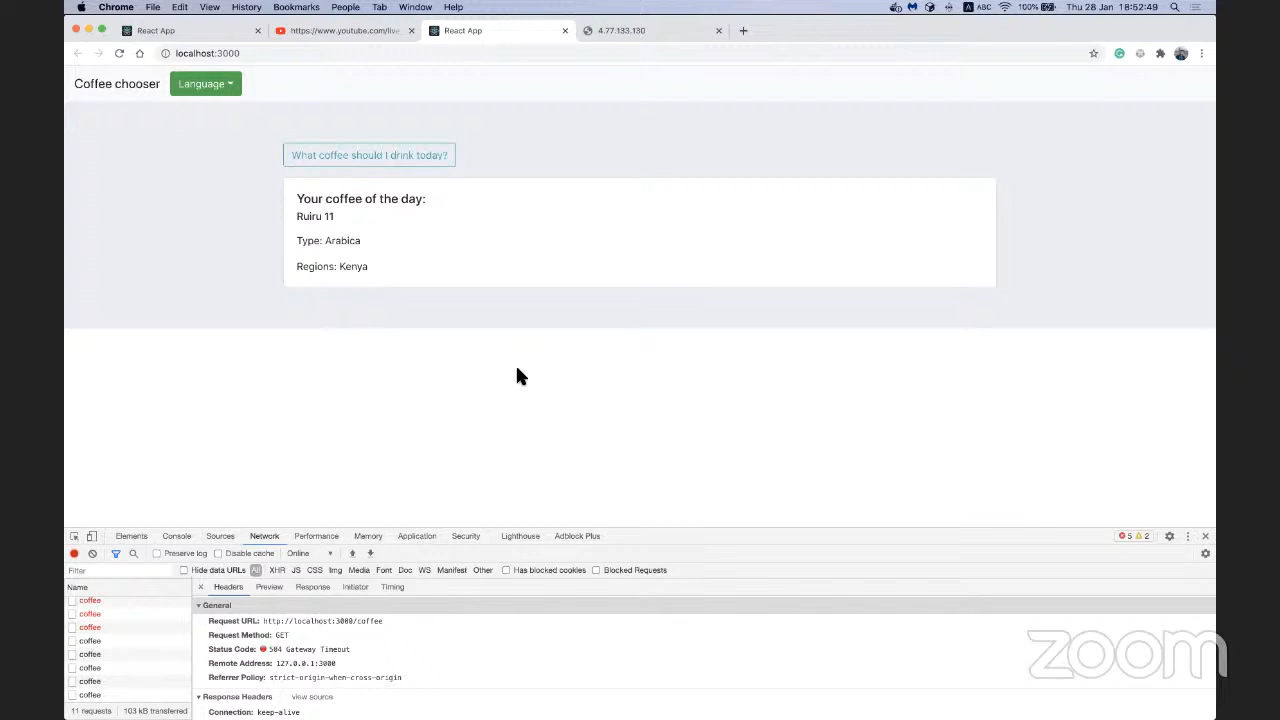 Chrome File Edit View History Bookmarks People Tab Window Help ABC 100% Thu 28 Jan 18:52:49
React App https://www.youtube.com/live React App 4.77.133.130
localhost:3000
Coffee chooser Language
What coffee should I drink today?
Your coffee of the day:
Ruiru 11
Type: Arabica
Regions: Kenya
Elements Console Sources Network Performance Memory Application Security Lighthouse Adblock Plus 5 2
Preserve log Disable cache Online
Filter Hide data URLs All XHR JS CSS Img Media Font Doc WS Manifest Other Has blocked cookies Blocked Requests
Name Headers Preview Response Initiator Timing
coffee General
coffee Request URL: http://localhost:3000/coffee
coffee Request Method: GET
coffee Status Code: 504 Gateway Timeout
coffee Remote Address: 127.0.0.1:3000
coffee Referrer Policy: strict-origin-when-cross-origin
coffee Response Headers view source
coffee
11 requests 103 kB transferred Connection: keep-alive
zoom